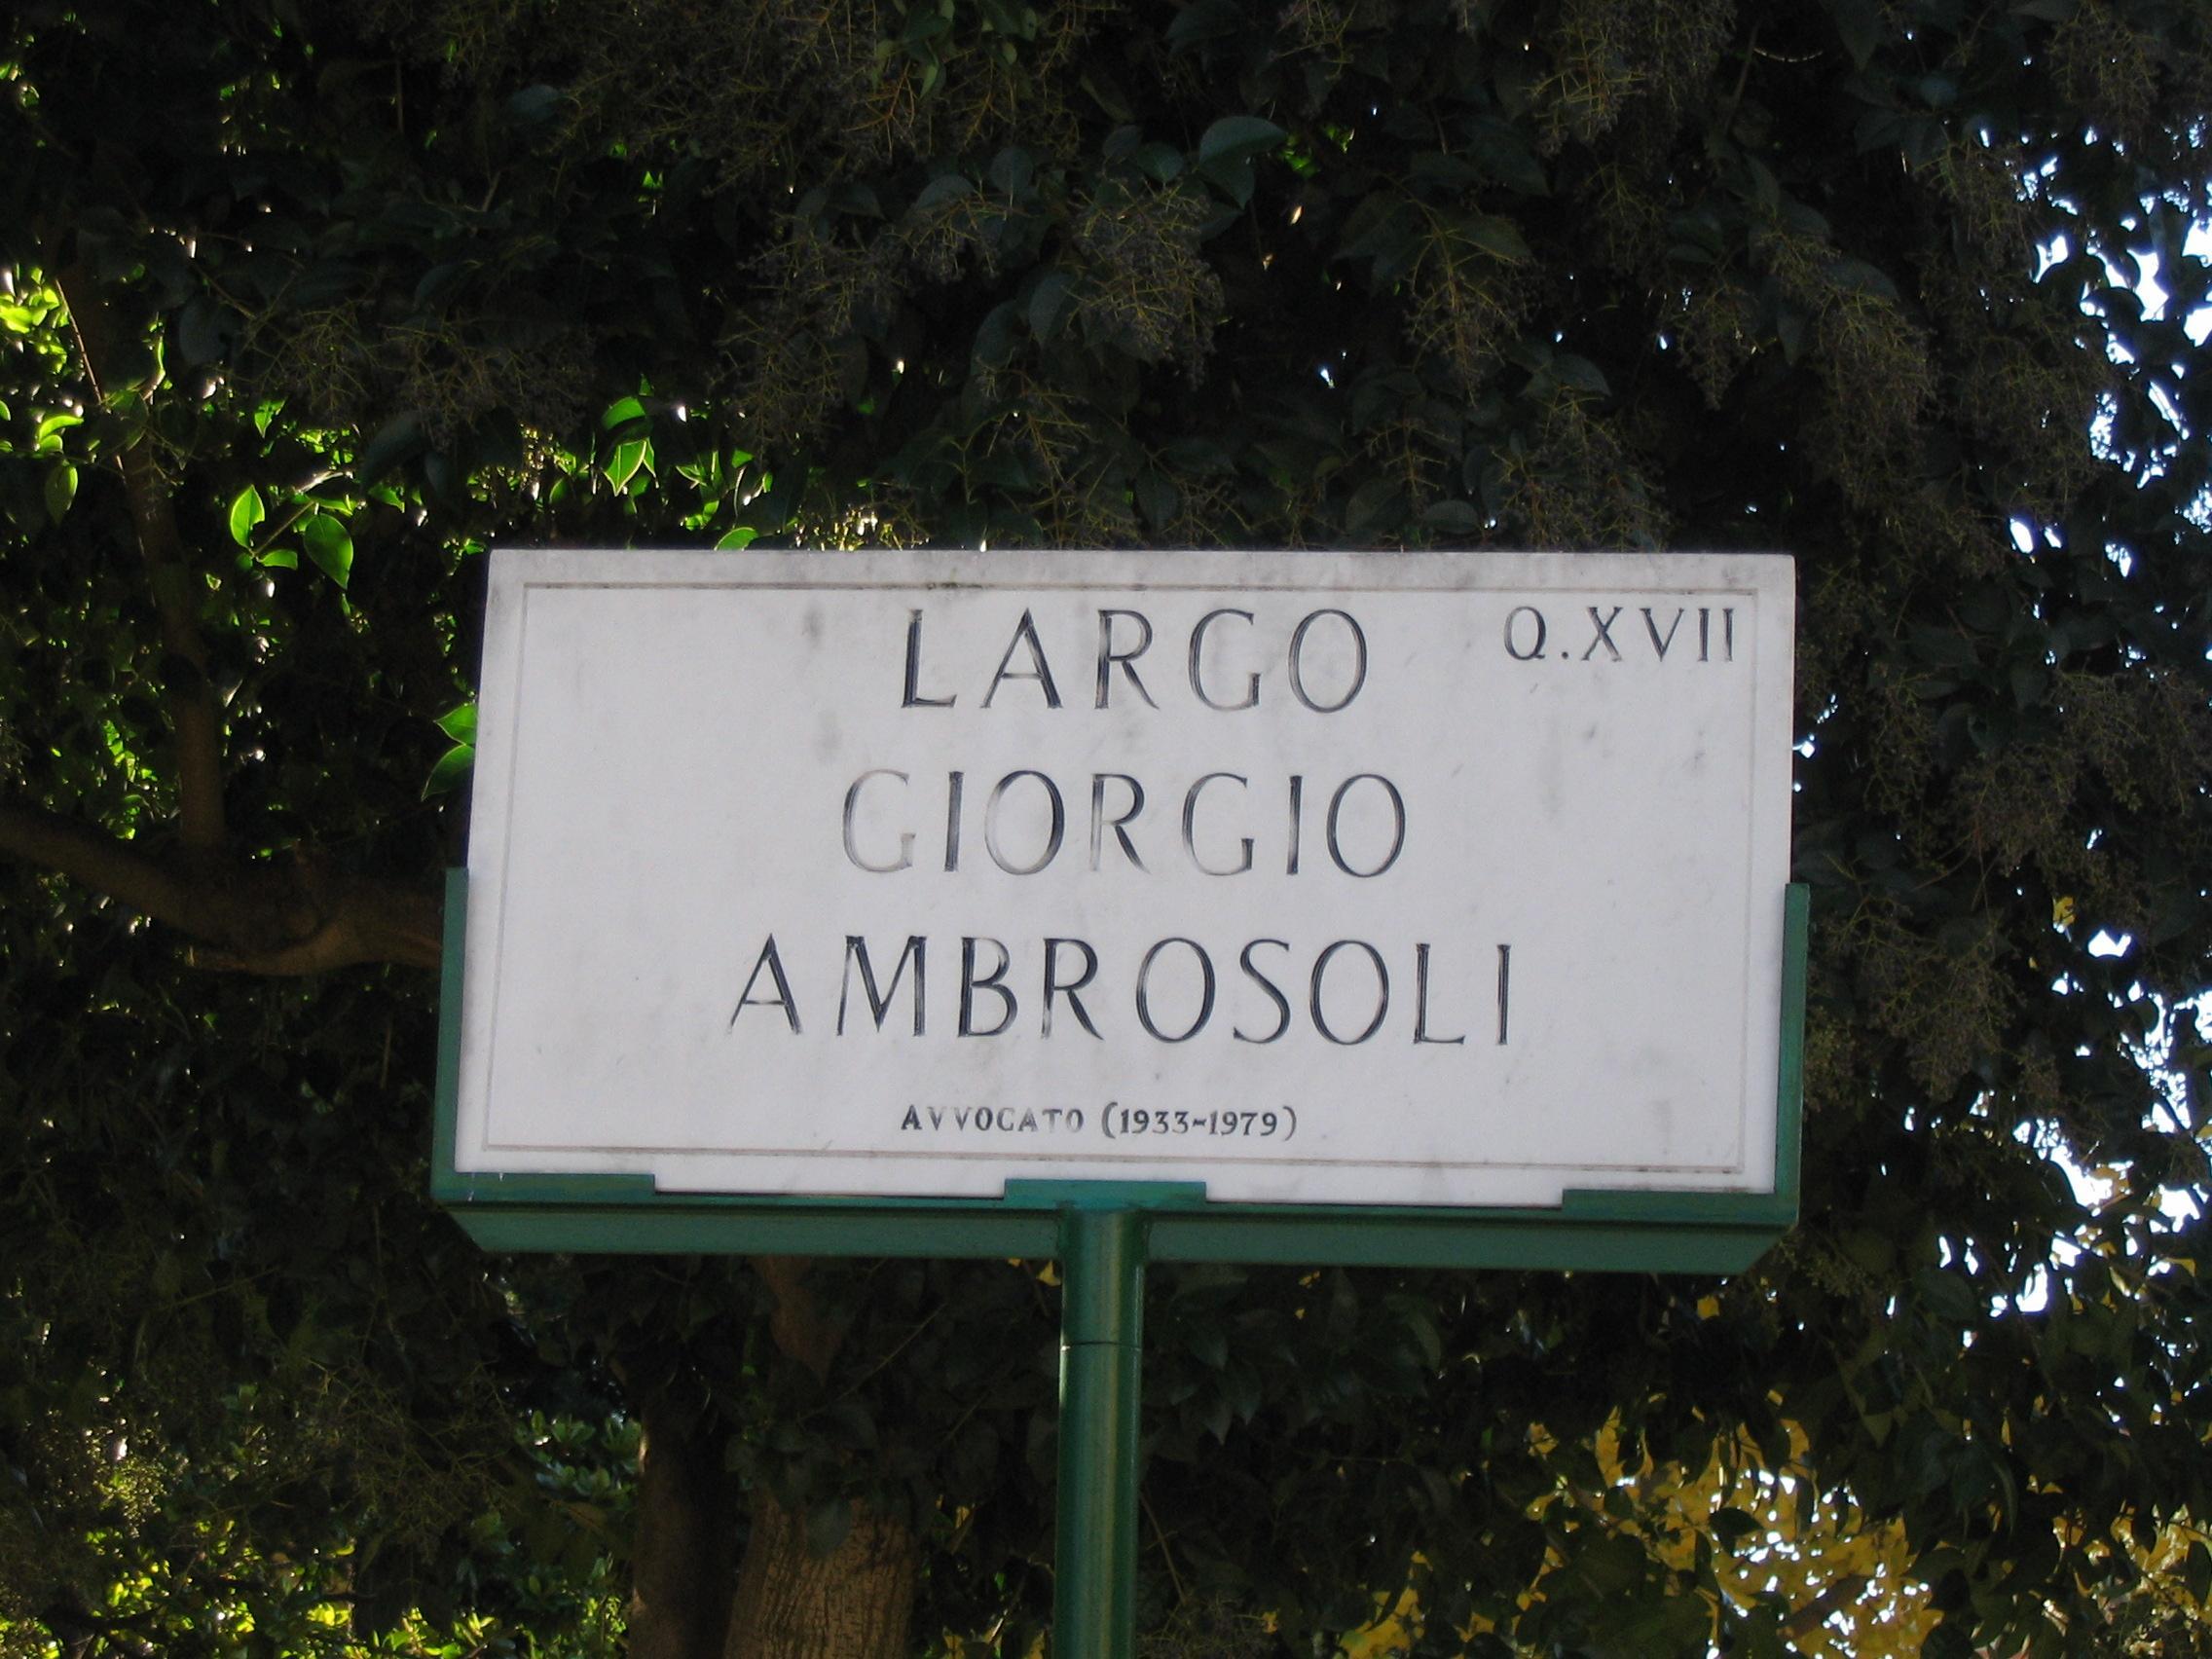 LARGO Q.XVII
GIORGIO
AMBROSOLI
AVVOCATO (1933-1979)